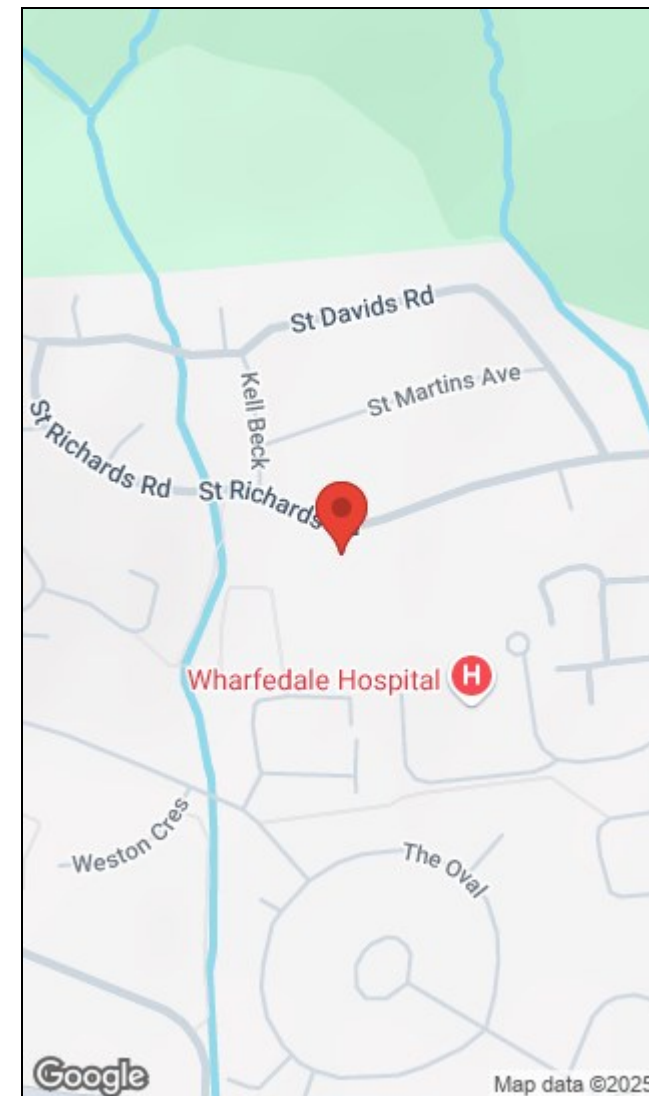 St Davids Rd
St Martins Ave
Kell Beck
St Richards Rd
St Richards
Wharfedale Hospital
H
Weston Cres
The Oval
Google
Map data ©2025